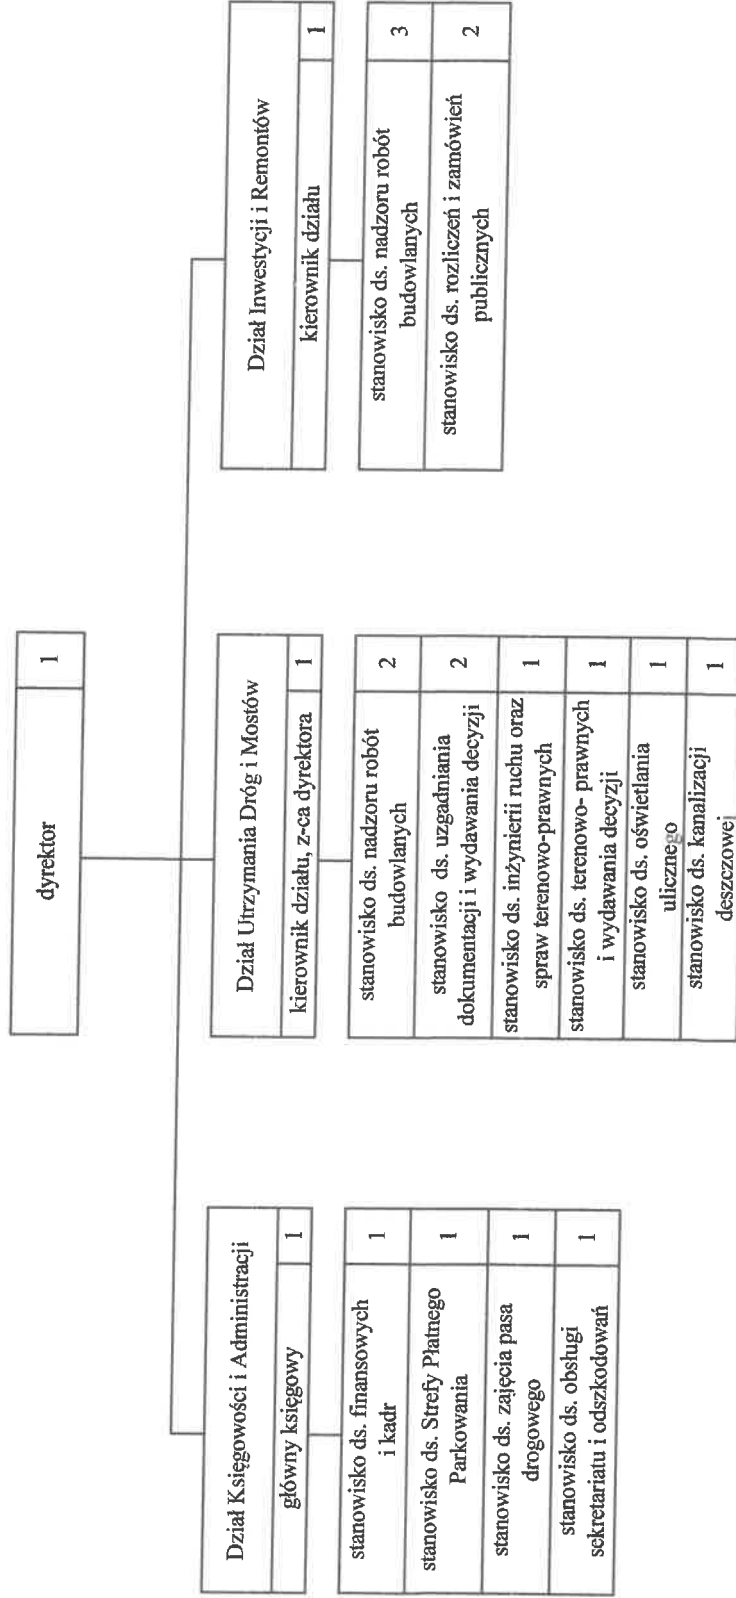 dyrektor 1
Dział Księgowości i Administracji
główny księgowy 1
stanowisko ds. finansowych
i kadr 1
stanowisko ds. Strefy Płatnego
Parkowania 1
stanowisko ds. zajęcia pasa
drogowego 1
stanowisko ds. obsługi
sekretariatu i odszkodowań 1
Dział Utrzymania Dróg i Mostów
kierownik działu, z-ca dyrektora 1
stanowisko ds. nadzoru robót
budowlanych 2
stanowisko ds. uzgadniania
dokumentacji i wydawania decyzji 2
stanowisko ds. inżynierii ruchu oraz
spraw terenowo-prawnych 1
stanowisko ds. terenowo- prawnych
i wydawania decyzji 1
stanowisko ds. oświetlania
ulicznego 1
stanowisko ds. kanalizacji
deszczowej 1
Dział Inwestycji i Remontów
kierownik działu 1
stanowisko ds. nadzoru robót
budowlanych 3
stanowisko ds. rozliczeń i zamówień
publicznych 2